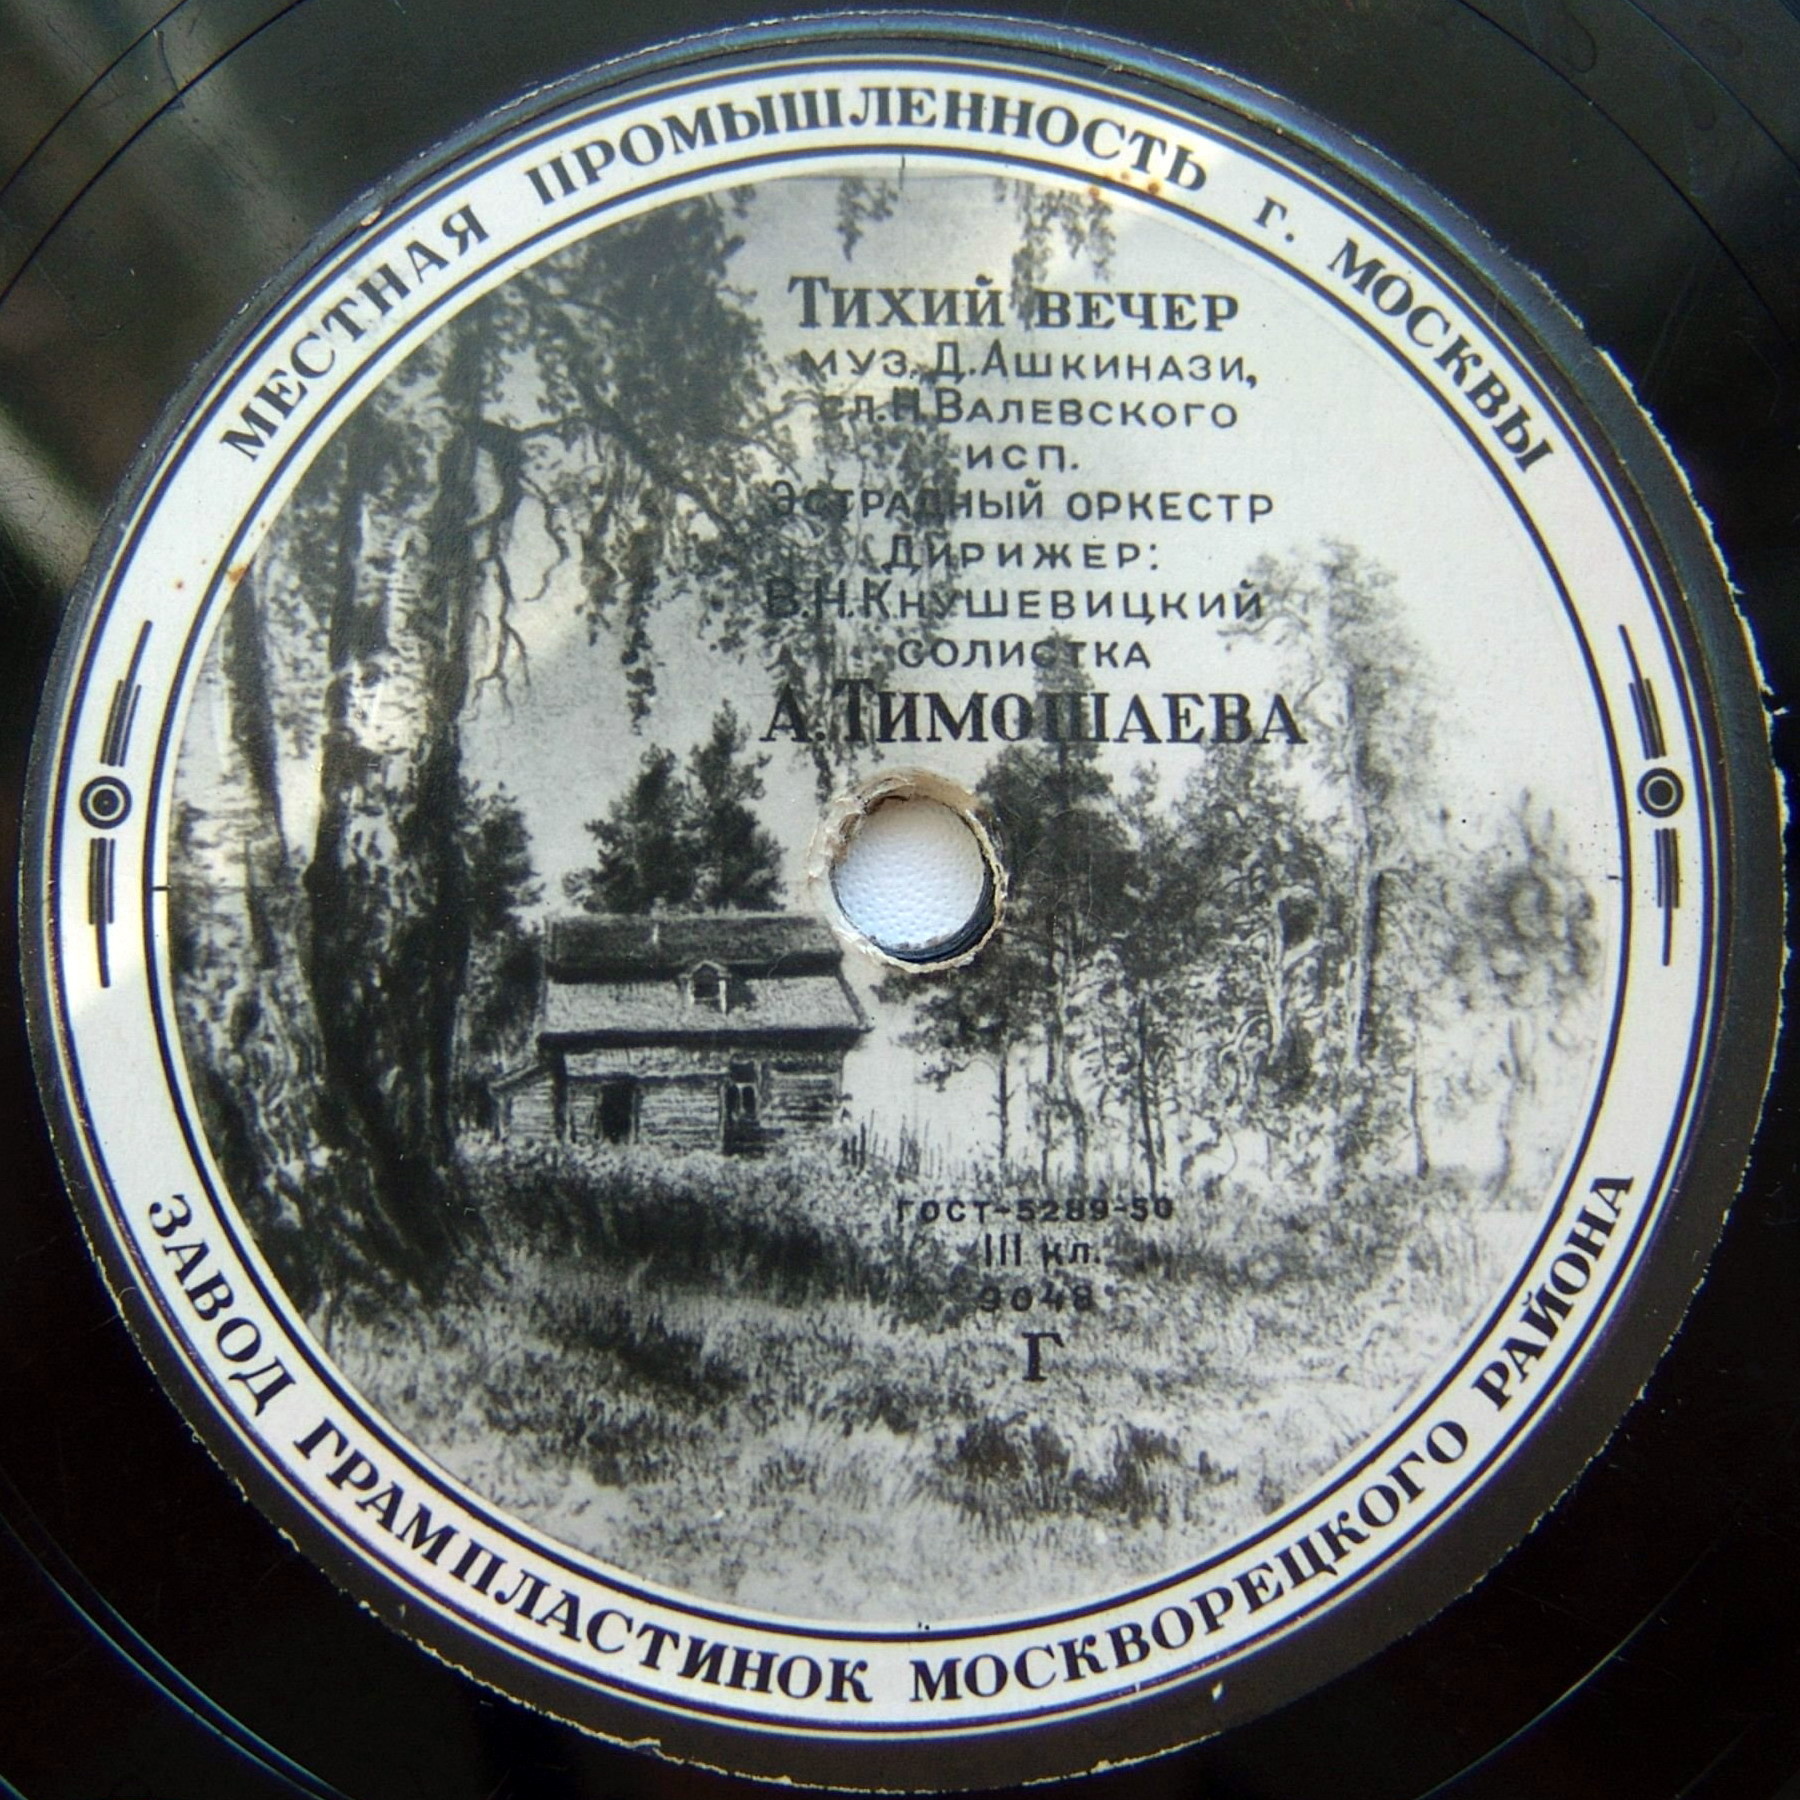 МЕСТНАЯ ПРОМЫШЛЕННОСТЬ г. МОСКВЫ
Тихий вечер
муз. Д. Ашкинази,
сл. Н. Валевского
исп.
Эстрадный оркестр
Дирижер:
В. Н. Кнушевицкий
солистка
А. Тимошаева
ГОСТ-5289-50
III кл.
9048
Г
ЗАВОД ГРАМПЛАСТИНОК МОСКВОРЕЦКОГО РАЙОНА